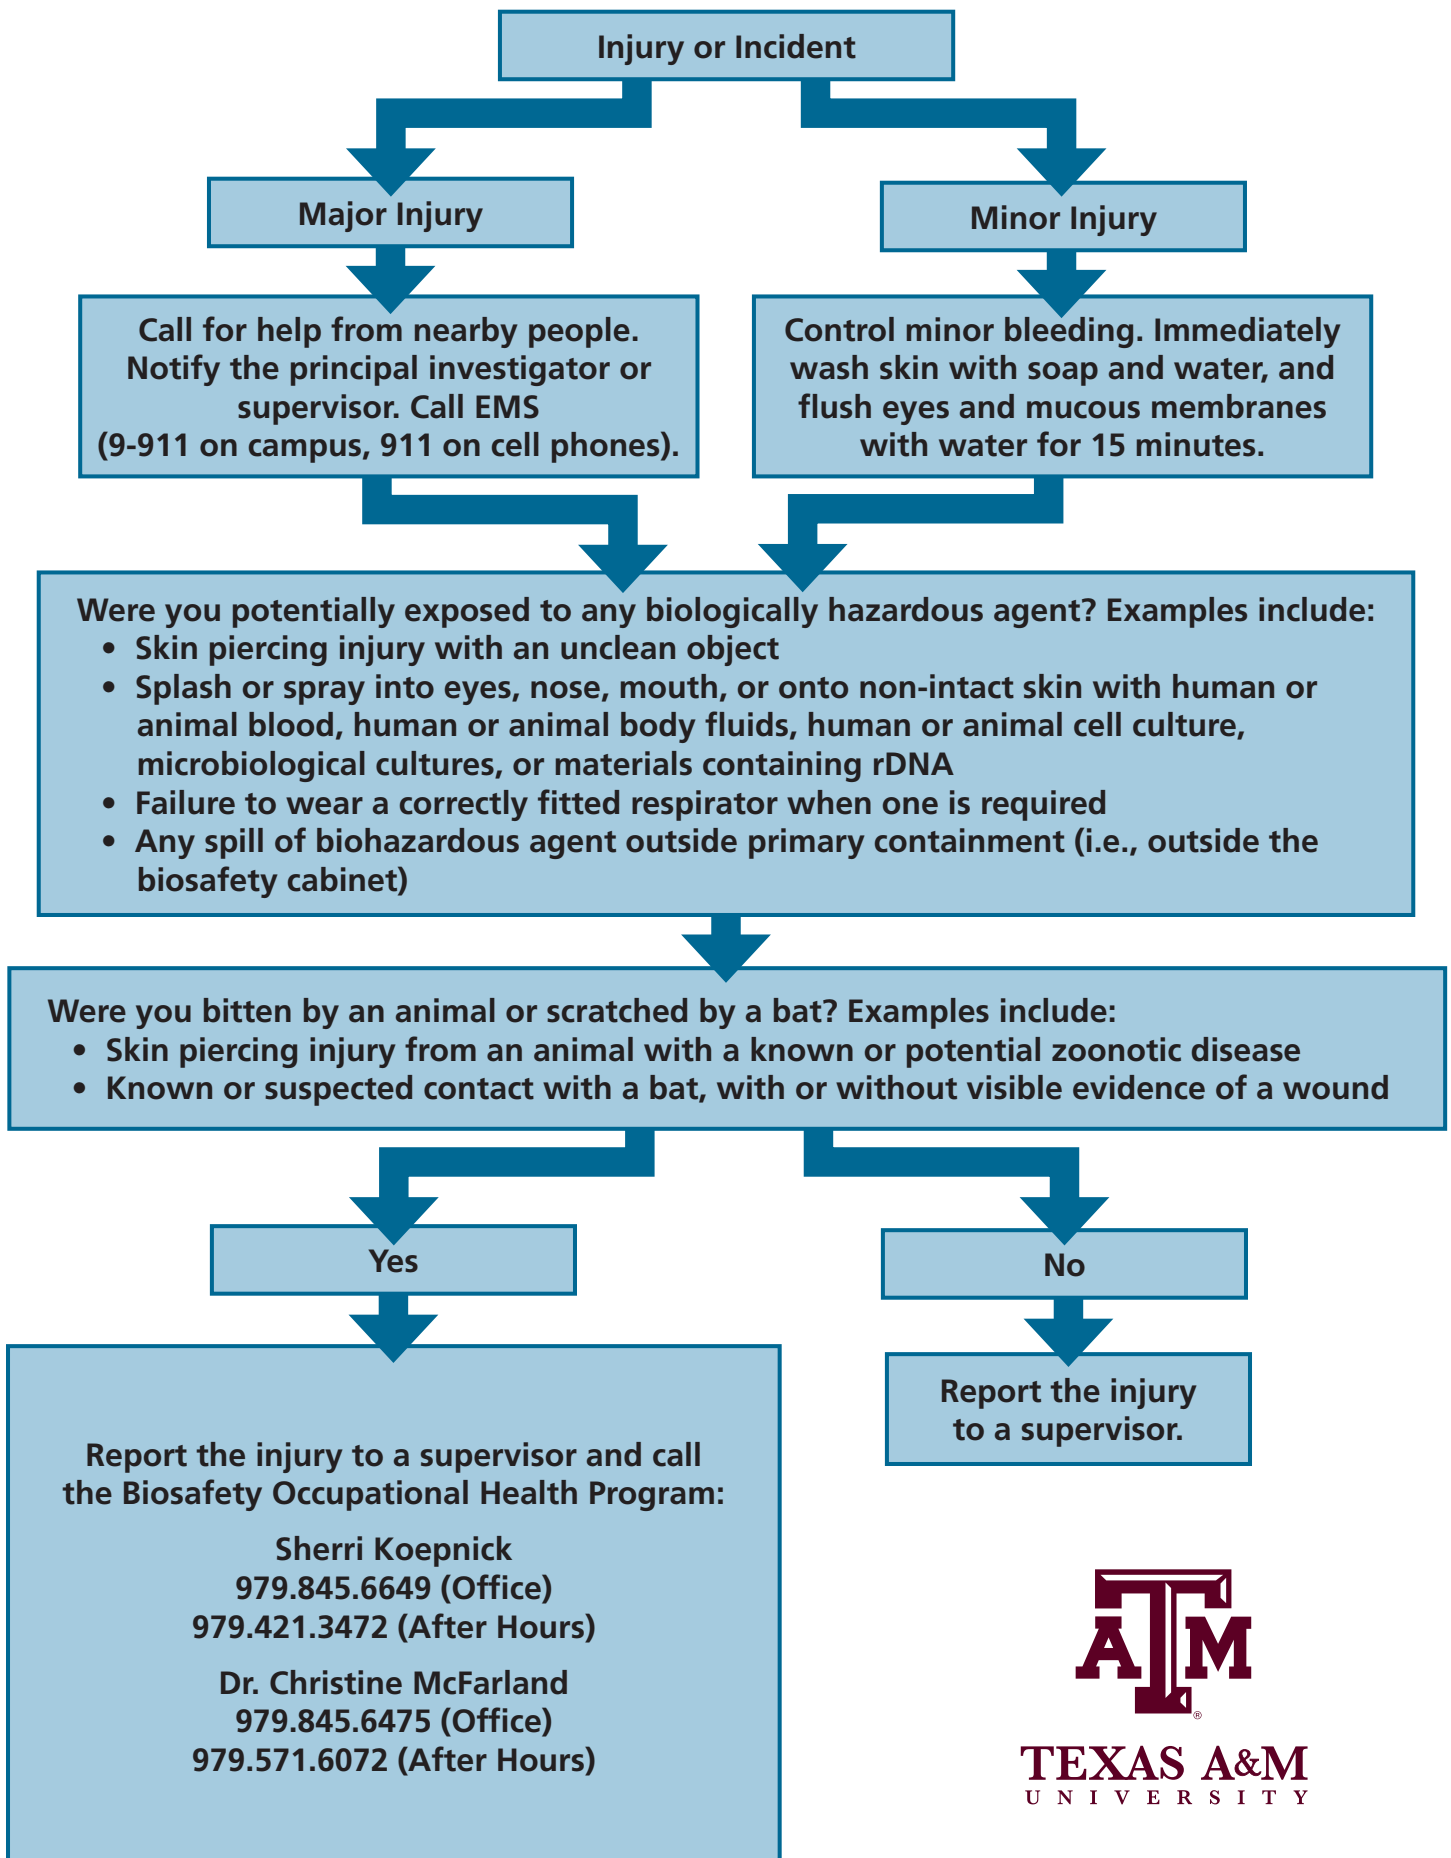 Injury or Incident
Major Injury
Minor Injury
Call for help from nearby people.
Notify the principal investigator or
supervisor. Call EMS
(9-911 on campus, 911 on cell phones).
Control minor bleeding. Immediately
wash skin with soap and water, and
flush eyes and mucous membranes
with water for 15 minutes.
Were you potentially exposed to any biologically hazardous agent? Examples include:
• Skin piercing injury with an unclean object
• Splash or spray into eyes, nose, mouth, or onto non-intact skin with human or
animal blood, human or animal body fluids, human or animal cell culture,
microbiological cultures, or materials containing rDNA
• Failure to wear a correctly fitted respirator when one is required
• Any spill of biohazardous agent outside primary containment (i.e., outside the
biosafety cabinet)
Were you bitten by an animal or scratched by a bat? Examples include:
• Skin piercing injury from an animal with a known or potential zoonotic disease
• Known or suspected contact with a bat, with or without visible evidence of a wound
Yes
No
Report the injury
to a supervisor.
Report the injury to a supervisor and call
the Biosafety Occupational Health Program:
Sherri Koepnick
979.845.6649 (Office)
979.421.3472 (After Hours)
Dr. Christine McFarland
979.845.6475 (Office)
979.571.6072 (After Hours)
ATM
®
TEXAS A&M
UNIVERSITY